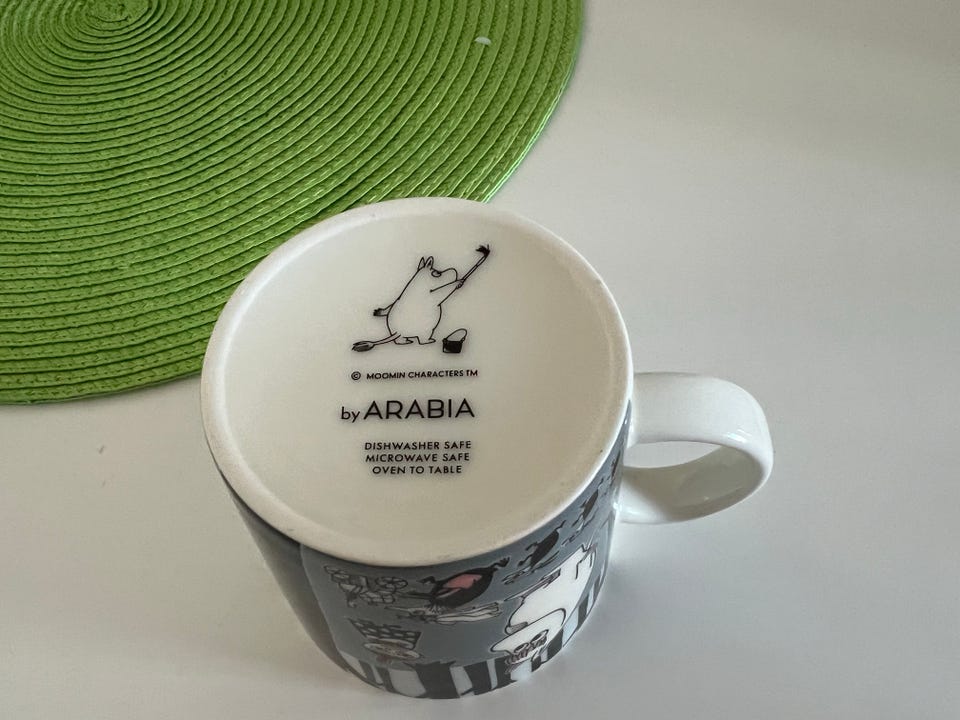 © MOOMIN CHARACTERS TM
by ARABIA
DISHWASHER SAFE
MICROWAVE SAFE
OVEN TO TABLE